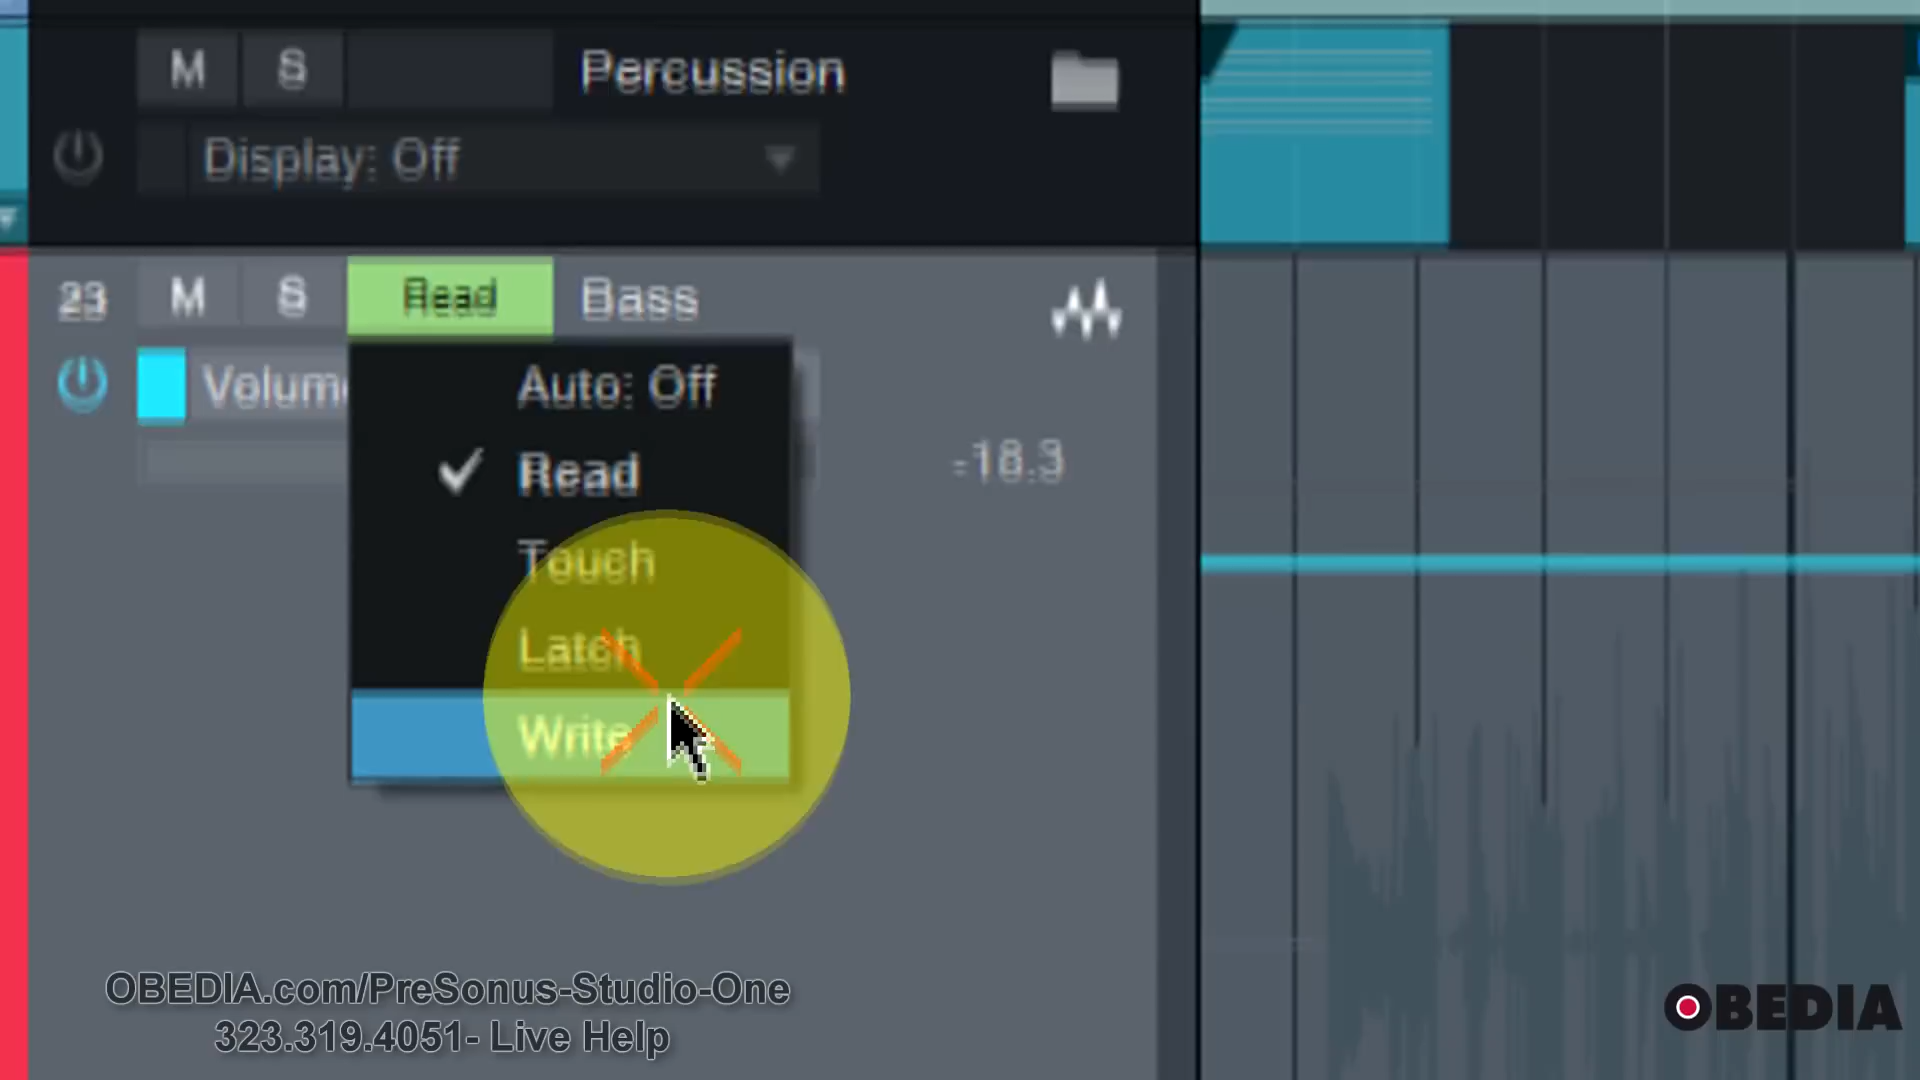 M S Percussion
Display: Off
23 M S Read Bass
Volum
Auto: Off
Read
-18.3
Touch
Latch
Write
OBEDIA.com/PreSonus-Studio-One
323.319.4051- Live Help
OBEDIA